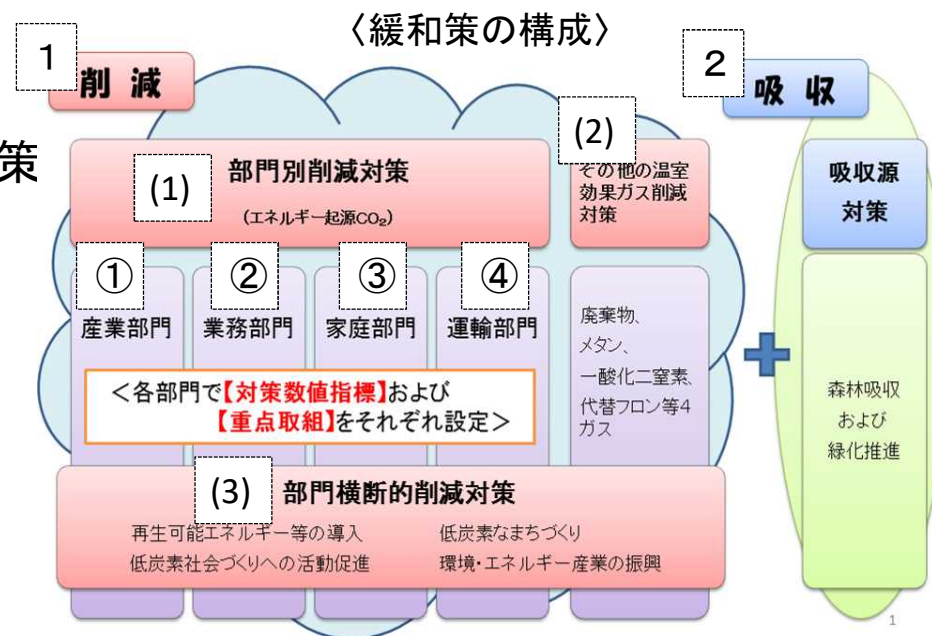 〈緩和策の構成〉
1
削 減
2
吸 収
策
(1)
部門別削減対策
(エネルギー起源CO₂)
(2)
その他の温室
効果ガス削減
対策
吸収源
対策
①
産業部門
②
業務部門
③
家庭部門
④
運輸部門
廃棄物、
メタン、
一酸化二窒素、
代替フロン等4
ガス
＜各部門で【対策数値指標】および
【重点取組】をそれぞれ設定＞
森林吸収
および
緑化推進
(3)
部門横断的削減対策
再生可能エネルギー等の導入
低炭素なまちづくり
低炭素社会づくりへの活動促進
環境・エネルギー産業の振興
1